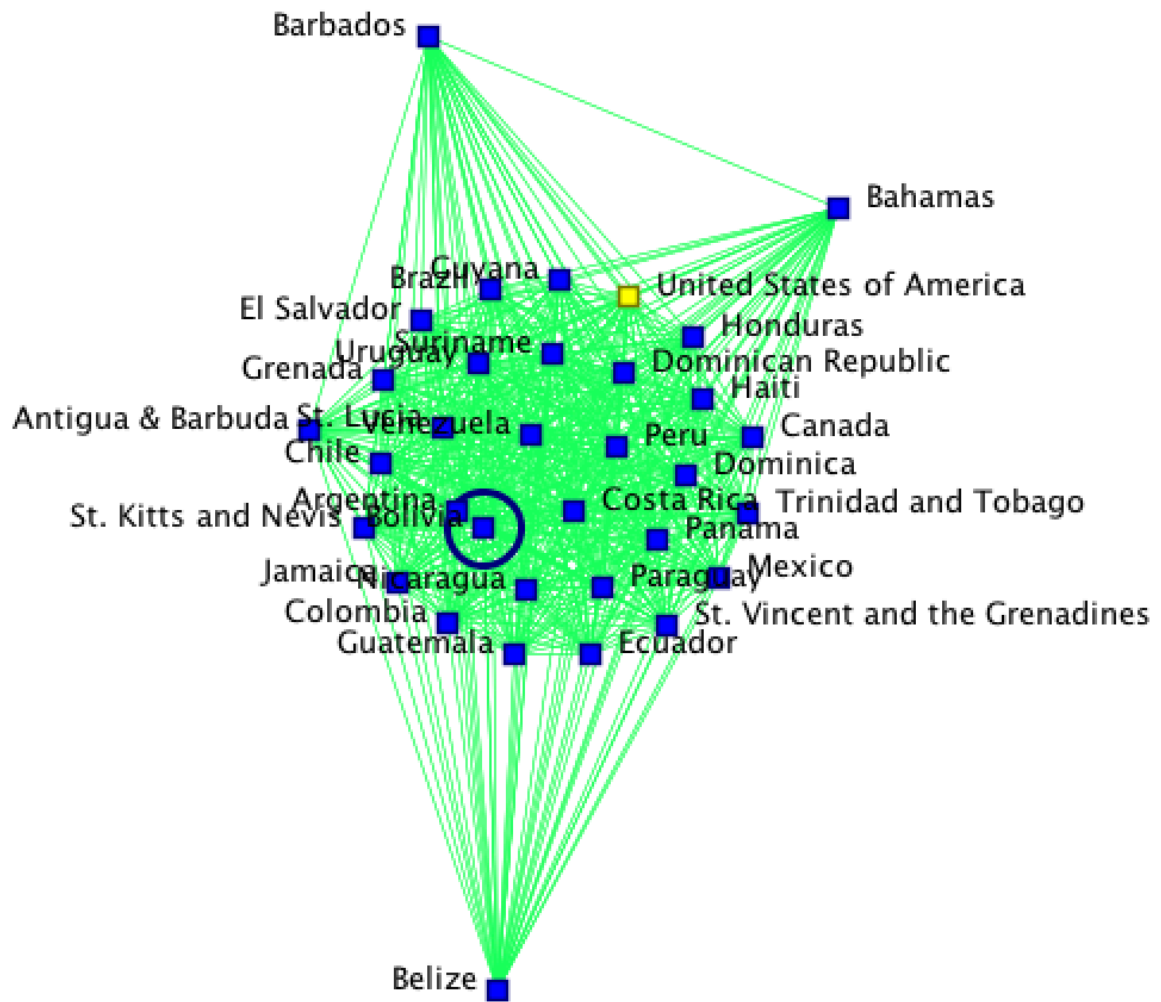 Barbados
Bahamas
Guyana
Brazil
United States of America
El Salvador
Honduras
Suriname
Uruguay
Dominican Republic
Grenada
Haiti
Antigua & Barbuda
St. Lucia
Venezuela
Canada
Peru
Chile
Dominica
Argentina
Costa Rica
Trinidad and Tobago
St. Kitts and Nevis
Bolivia
Panama
Jamaica
Nicaragua
Paraguay
Mexico
Colombia
St. Vincent and the Grenadines
Guatemala
Ecuador
Belize